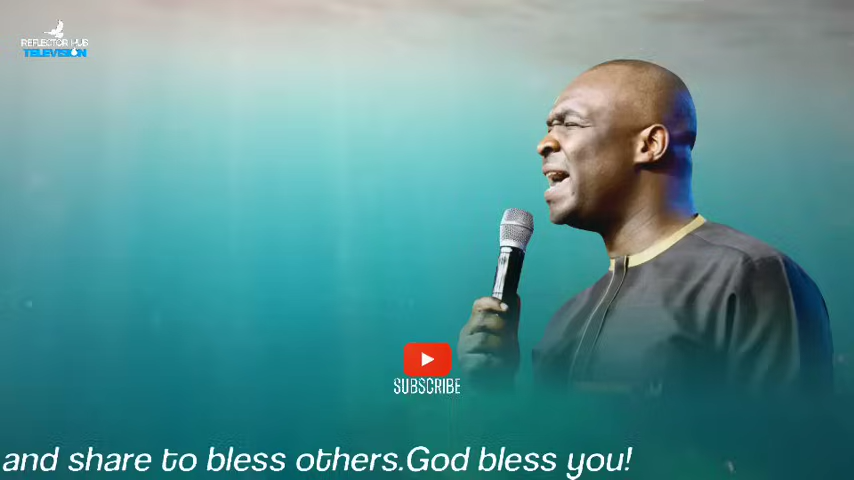 REFLECTOR HUB
TELEVISION
SUBSCRIBE
and share to bless others.God bless you!